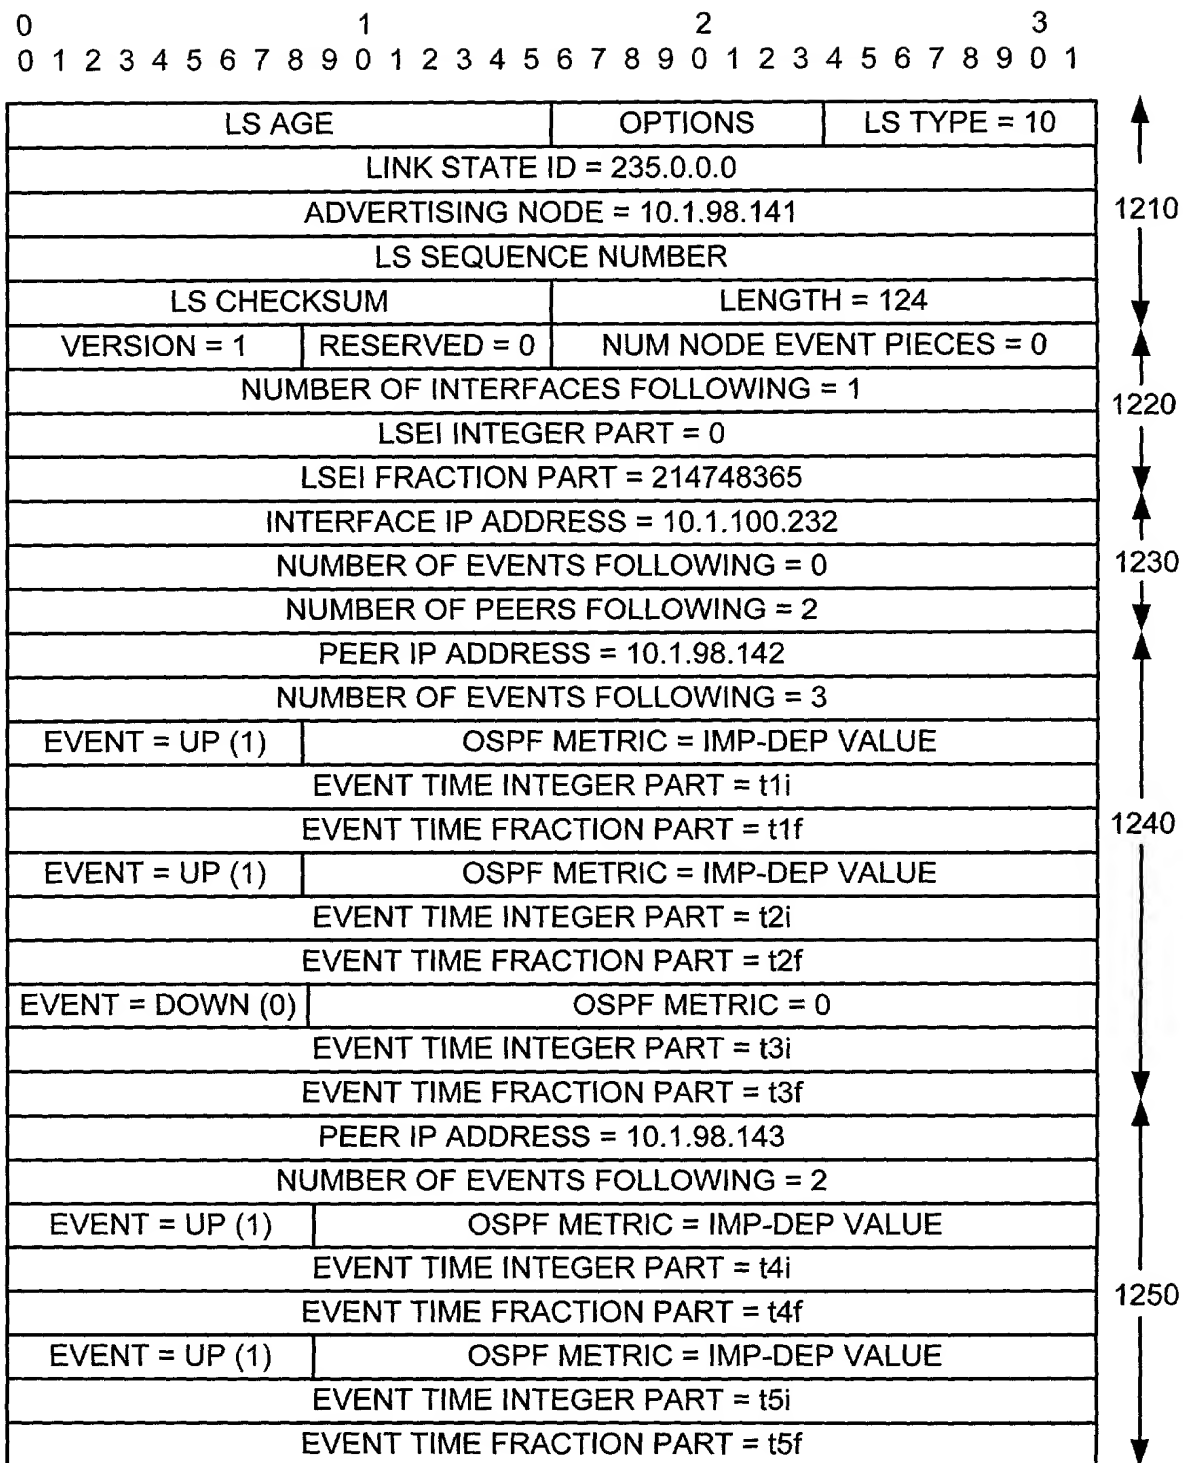 0 1 2 3
0 1 2 3 4 5 6 7 8 9 0 1 2 3 4 5 6 7 8 9 0 1 2 3 4 5 6 7 8 9 0 1
LS AGE OPTIONS LS TYPE = 10
LINK STATE ID = 235.0.0.0
ADVERTISING NODE = 10.1.98.141 1210
LS SEQUENCE NUMBER
LS CHECKSUM LENGTH = 124
VERSION = 1 RESERVED = 0 NUM NODE EVENT PIECES = 0
NUMBER OF INTERFACES FOLLOWING = 1 1220
LSEI INTEGER PART = 0
LSEI FRACTION PART = 214748365
INTERFACE IP ADDRESS = 10.1.100.232
NUMBER OF EVENTS FOLLOWING = 0 1230
NUMBER OF PEERS FOLLOWING = 2
PEER IP ADDRESS = 10.1.98.142
NUMBER OF EVENTS FOLLOWING = 3
EVENT = UP (1) OSPF METRIC = IMP-DEP VALUE
EVENT TIME INTEGER PART = t1i
EVENT TIME FRACTION PART = t1f 1240
EVENT = UP (1) OSPF METRIC = IMP-DEP VALUE
EVENT TIME INTEGER PART = t2i
EVENT TIME FRACTION PART = t2f
EVENT = DOWN (0) OSPF METRIC = 0
EVENT TIME INTEGER PART = t3i
EVENT TIME FRACTION PART = t3f
PEER IP ADDRESS = 10.1.98.143
NUMBER OF EVENTS FOLLOWING = 2
EVENT = UP (1) OSPF METRIC = IMP-DEP VALUE
EVENT TIME INTEGER PART = t4i
EVENT TIME FRACTION PART = t4f 1250
EVENT = UP (1) OSPF METRIC = IMP-DEP VALUE
EVENT TIME INTEGER PART = t5i
EVENT TIME FRACTION PART = t5f